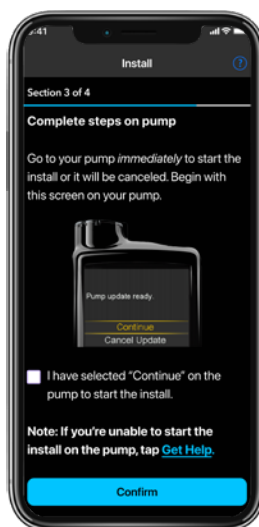 9:41
Install
?
Section 3 of 4
Complete steps on pump
Go to your pump immediately to start the
install or it will be canceled. Begin with
this screen on your pump.
Pump update ready.
Continue
Cancel Update
I have selected “Continue” on the
pump to start the install.
Note: If you're unable to start the
install on the pump, tap Get Help.
Confirm